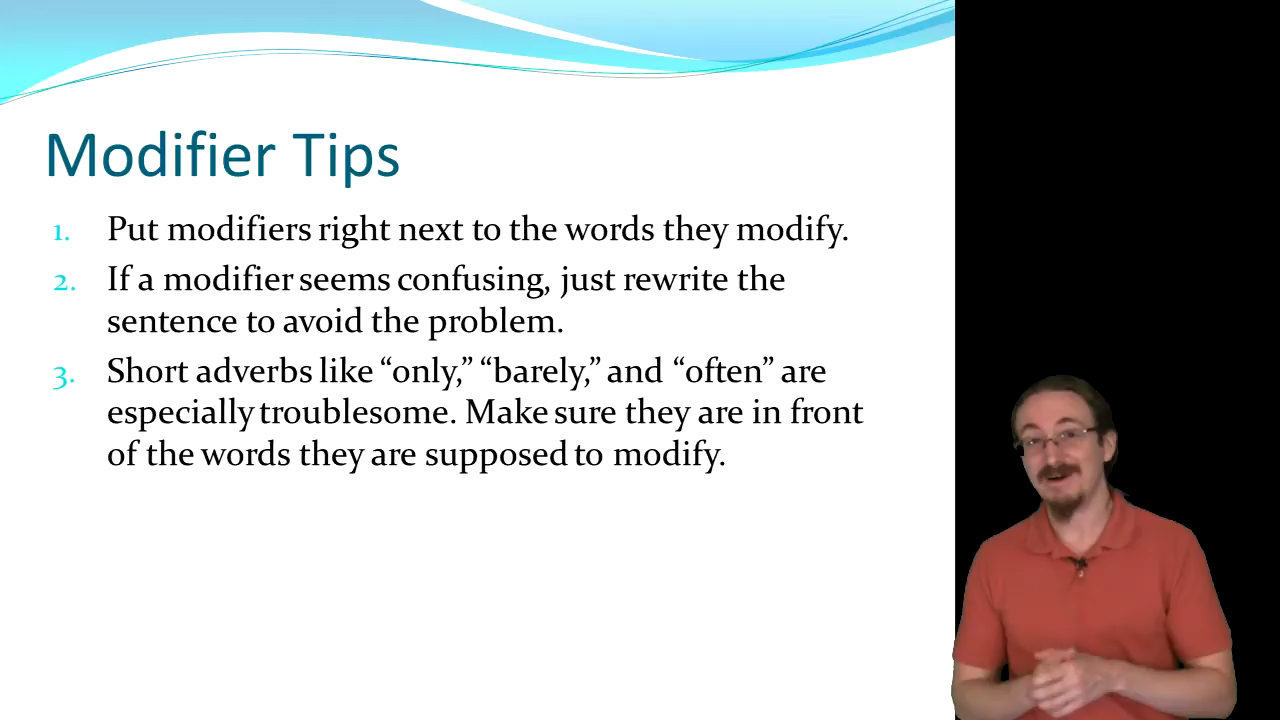 Modifier Tips
1. Put modifiers right next to the words they modify.
2. If a modifier seems confusing, just rewrite the
sentence to avoid the problem.
3. Short adverbs like “only,” “barely,” and “often” are
especially troublesome. Make sure they are in front
of the words they are supposed to modify.